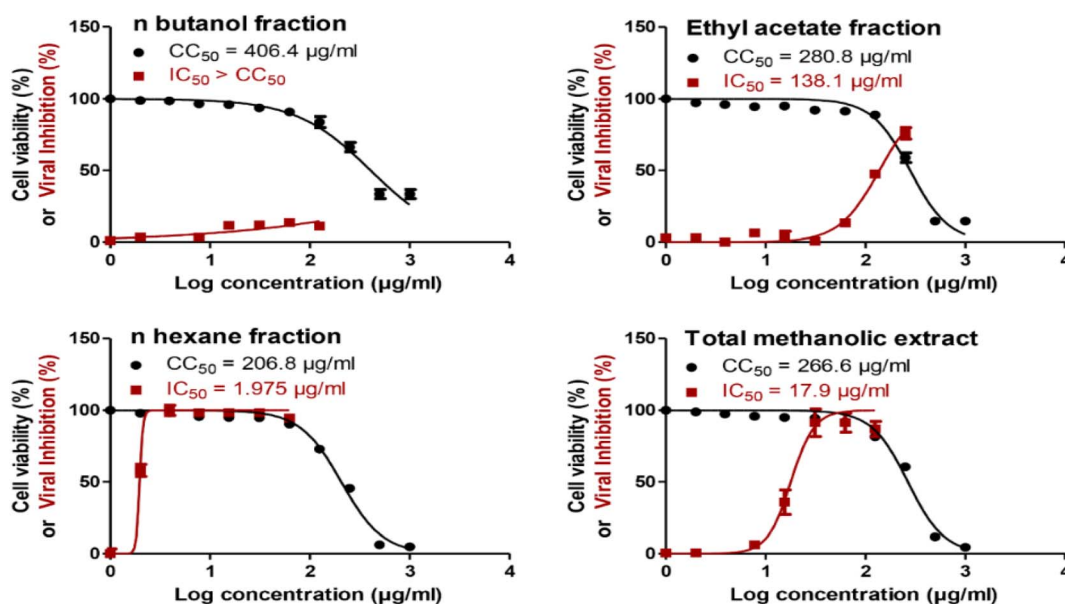 n butanol fraction
CC50 = 406.4 µg/ml
IC50 > CC50
Cell viability (%)
or Viral Inhibition (%)
150
100
50
0
0 1 2 3 4
Log concentration (µg/ml)
Ethyl acetate fraction
CC50 = 280.8 µg/ml
IC50 = 138.1 µg/ml
Cell viability (%)
or Viral Inhibition (%)
150
100
50
0
0 1 2 3 4
Log concentration (µg/ml)
n hexane fraction
CC50 = 206.8 µg/ml
IC50 = 1.975 µg/ml
Cell viability (%)
or Viral Inhibition (%)
150
100
50
0
0 1 2 3 4
Log concentration (µg/ml)
Total methanolic extract
CC50 = 266.6 µg/ml
IC50 = 17.9 µg/ml
Cell viability (%)
or Viral Inhibition (%)
150
100
50
0
0 1 2 3 4
Log concentration (µg/ml)